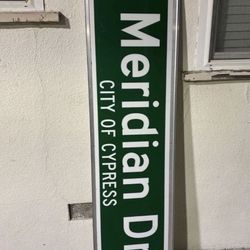 Meridian Dr
CITY OF CYPRESS